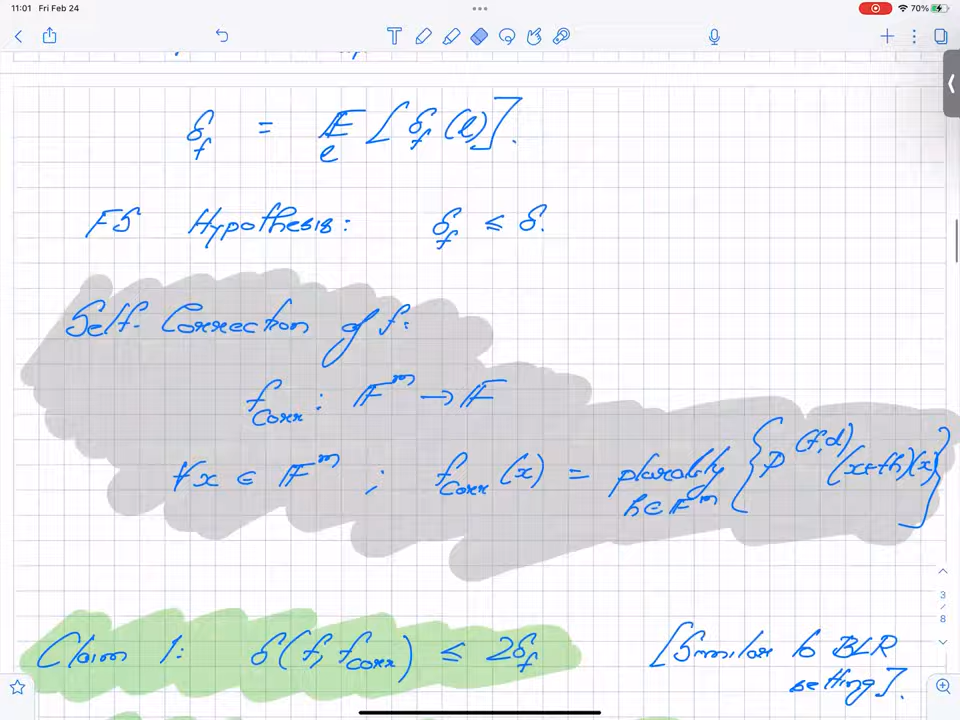 11:01 Fri Feb 24
70%
δ_f = 𝔼_ℓ [δ_f(ℓ)].
FS Hypothesis: δ_f ≤ δ.
Self-Correction of f:
f_corr : 𝔽^m → 𝔽
∀x ∈ 𝔽^m ; f_corr(x) = plurality_{h∈𝔽^m} { P^{(f,d)}(x+th)(x) }
3
/
8
Claim 1: δ(f, f_corr) ≤ 2δ_f [Similar to BLR
setting].